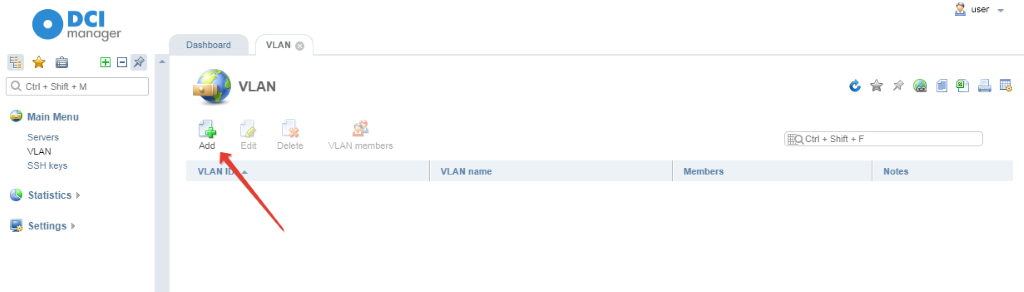 DCI
manager
user
Dashboard
VLAN
Ctrl + Shift + M
VLAN
Main Menu
Servers
VLAN
SSH keys
Statistics
Settings
Add
Edit
Delete
VLAN members
Ctrl + Shift + F
VLAN ID
VLAN name
Members
Notes